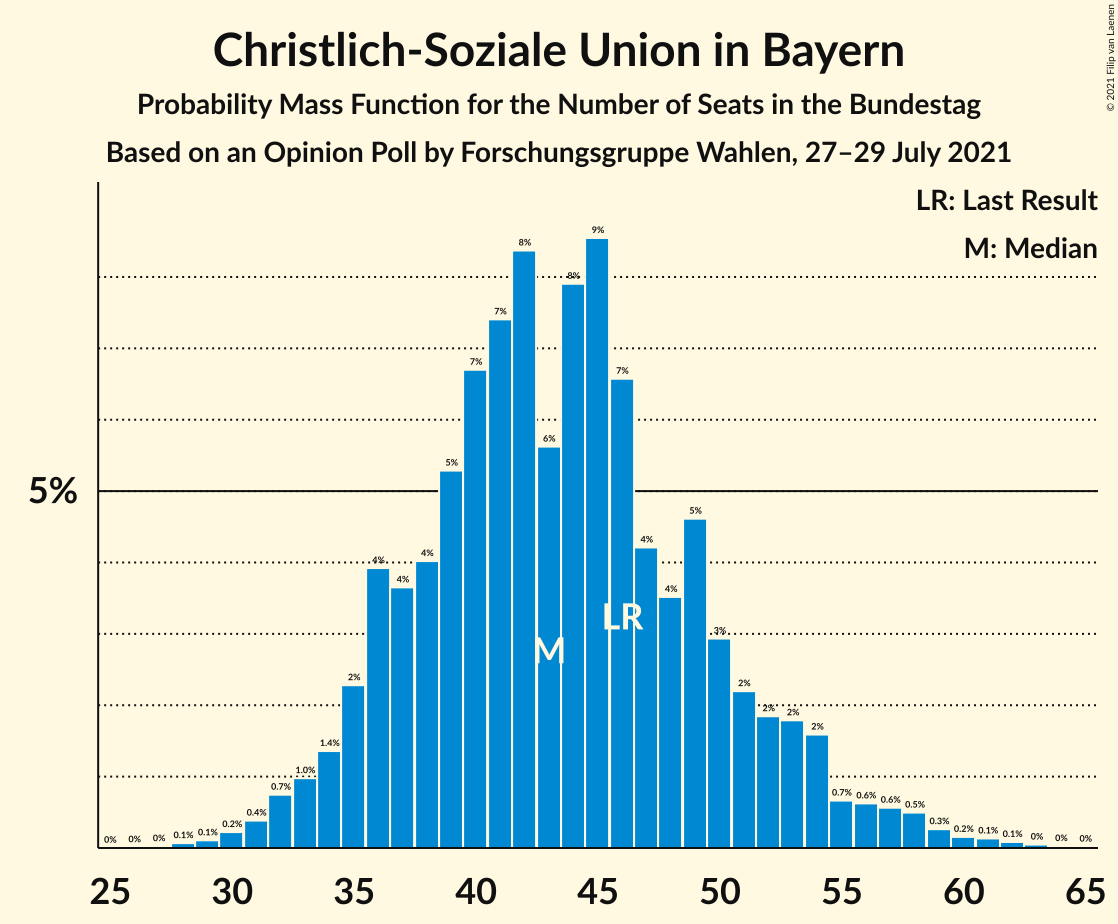 Christlich-Soziale Union in Bayern
Probability Mass Function for the Number of Seats in the Bundestag
Based on an Opinion Poll by Forschungsgruppe Wahlen, 27–29 July 2021
© 2021 Filip van Laenen
LR: Last Result
M: Median
5%
0% 0% 0% 0.1% 0.1% 0.2% 0.4% 0.7% 1.0% 1.4% 2% 4% 4% 4% 5% 7% 7% 8% 6% 8% 9% 7% 4% 4% 5% 3% 2% 2% 2% 2% 0.7% 0.6% 0.6% 0.5% 0.3% 0.2% 0.1% 0.1% 0% 0% 0%
LR
M
25 30 35 40 45 50 55 60 65